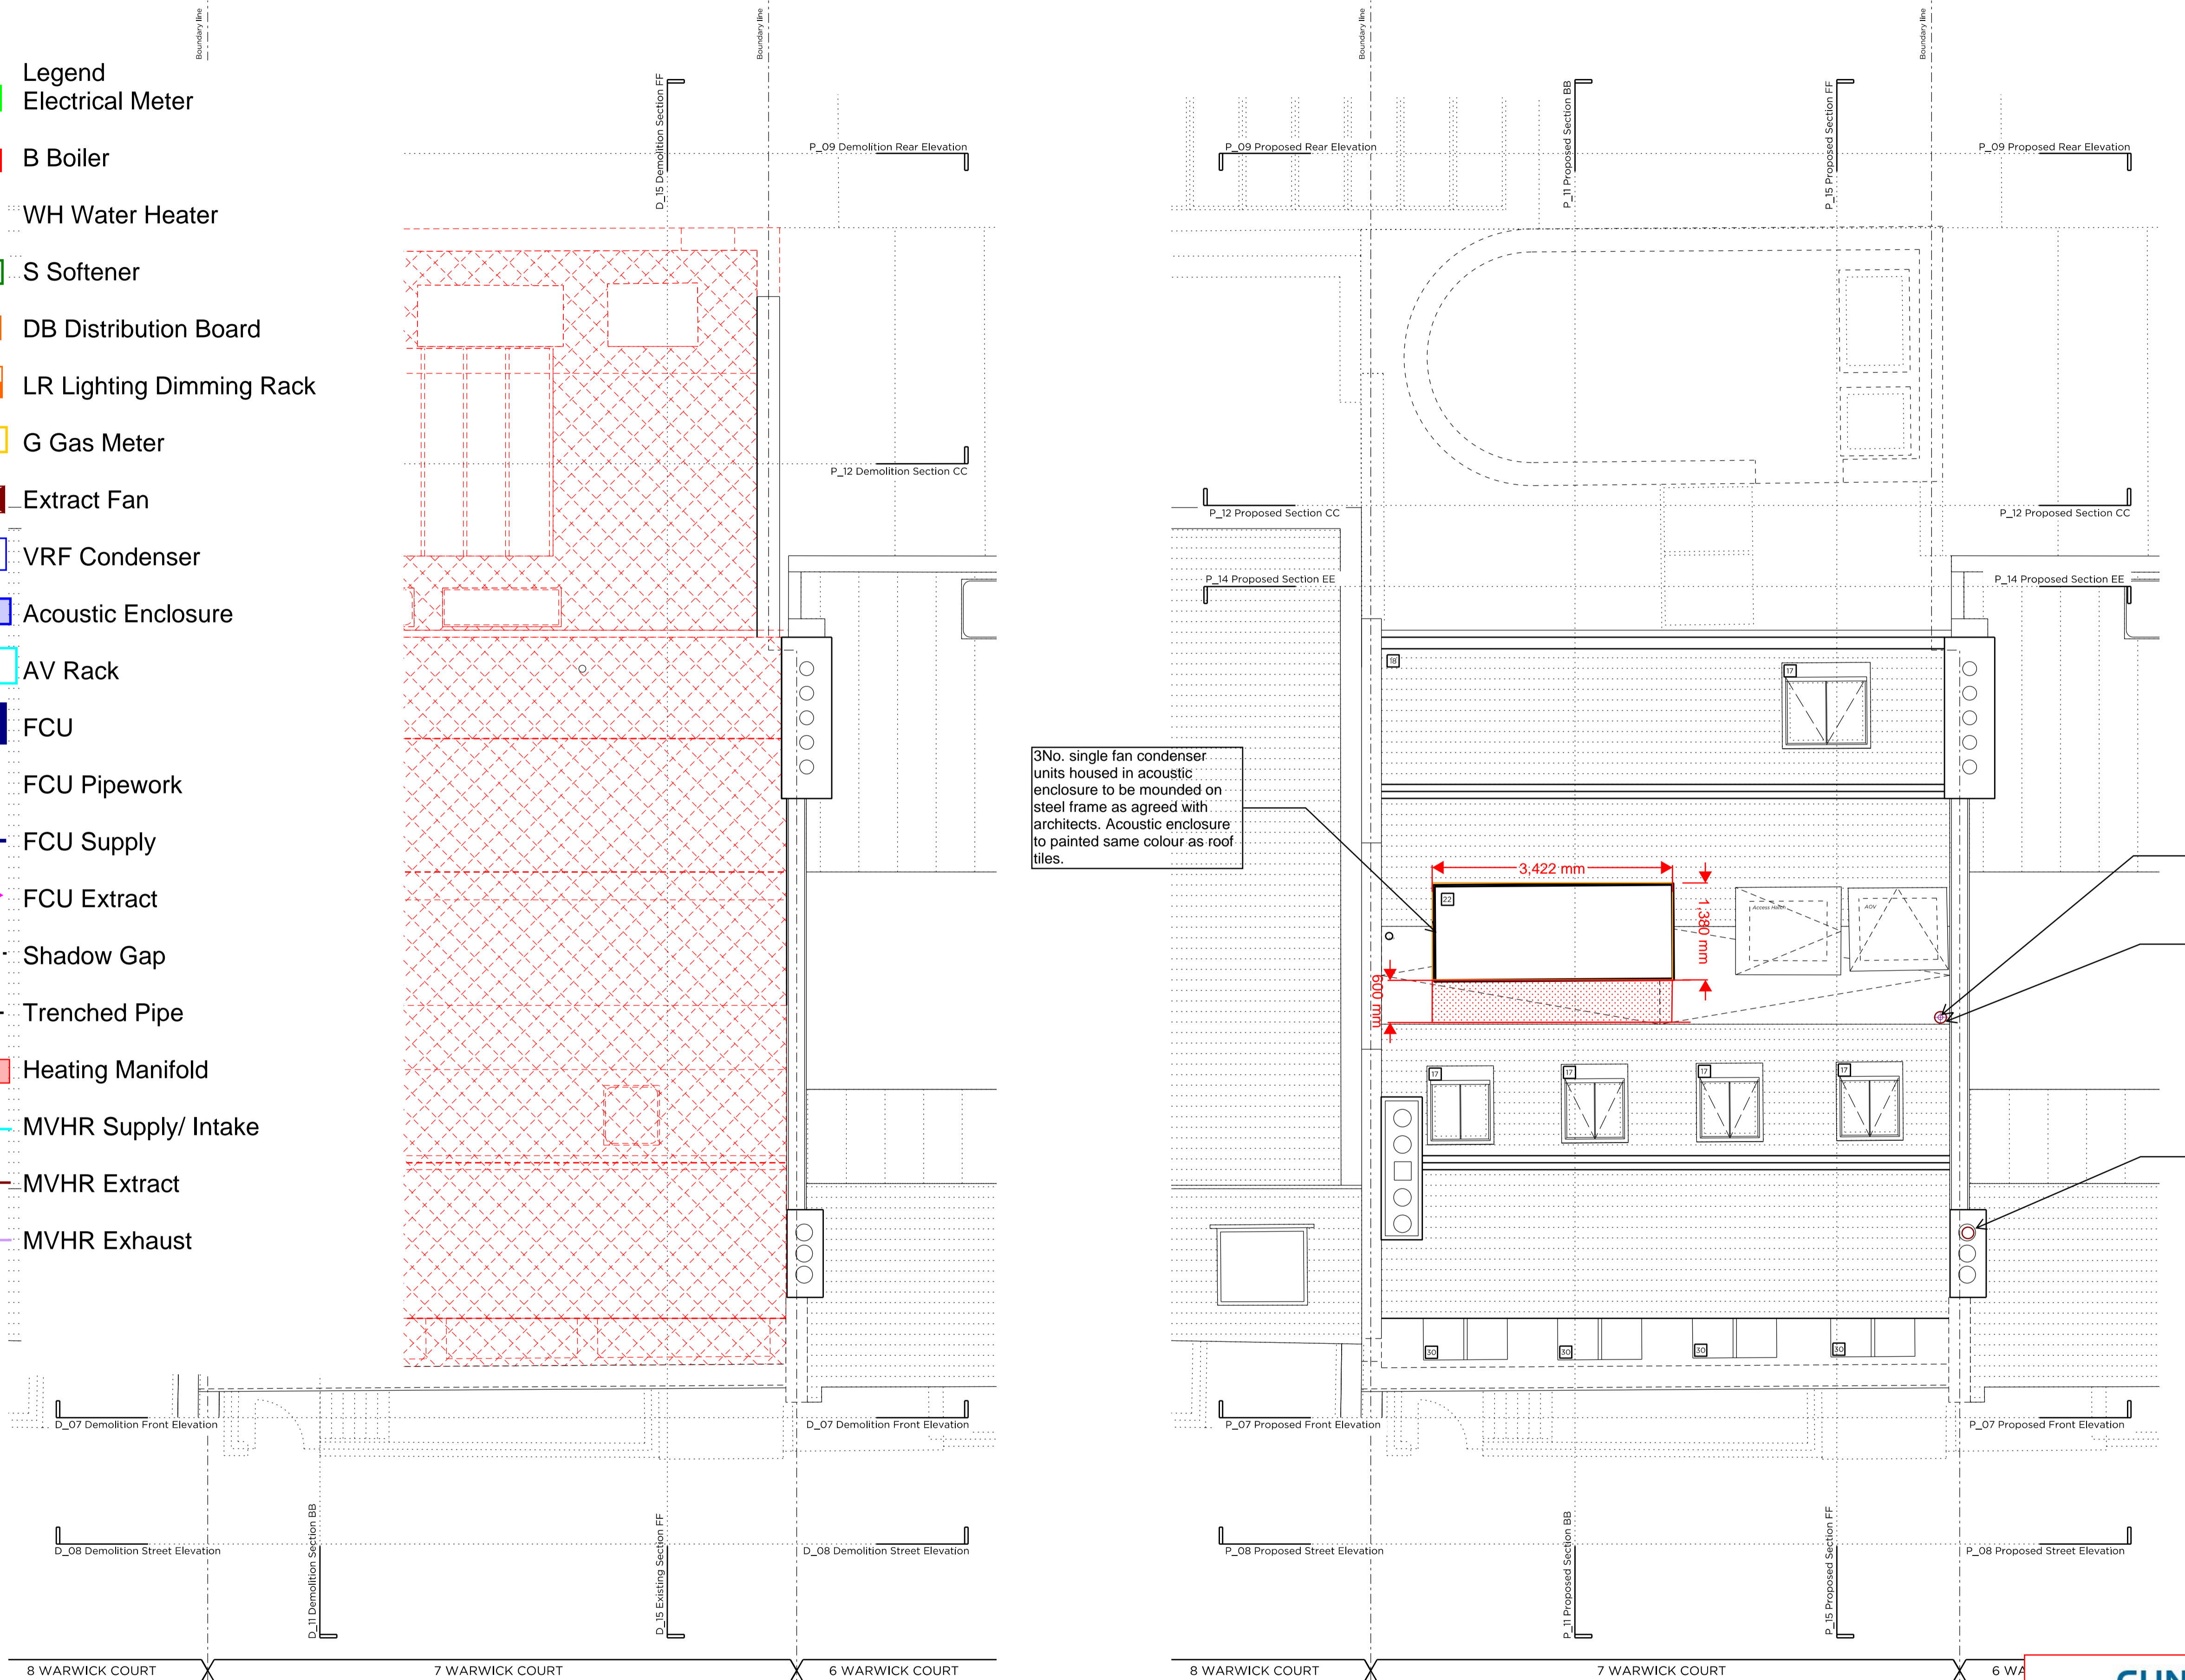 Boundary line
Boundary line
Boundary line
Boundary line
Legend
Electrical Meter
B Boiler
WH Water Heater
S Softener
DB Distribution Board
LR Lighting Dimming Rack
G Gas Meter
Extract Fan
VRF Condenser
Acoustic Enclosure
AV Rack
FCU
FCU Pipework
FCU Supply
FCU Extract
Shadow Gap
Trenched Pipe
Heating Manifold
MVHR Supply/ Intake
MVHR Extract
MVHR Exhaust
D_15 Demolition Section FF
P_09 Demolition Rear Elevation
P_12 Demolition Section CC
D_07 Demolition Front Elevation
D_07 Demolition Front Elevation
D_08 Demolition Street Elevation
D_08 Demolition Street Elevation
D_11 Demolition Section BB
D_15 Existing Section FF
8 WARWICK COURT
7 WARWICK COURT
6 WARWICK COURT
P_09 Proposed Rear Elevation
P_11 Proposed Section BB
P_15 Proposed Section FF
P_09 Proposed Rear Elevation
P_12 Proposed Section CC
P_12 Proposed Section CC
P_14 Proposed Section EE
P_14 Proposed Section EE
18
17
3No. single fan condenser
units housed in acoustic
enclosure to be mounded on
steel frame as agreed with
architects. Acoustic enclosure
to painted same colour as roof
tiles.
3,422 mm
22
1,380 mm
Access Hatch
AOV
600 mm
17
17
17
17
30
30
30
30
P_07 Proposed Front Elevation
P_07 Proposed Front Elevation
P_08 Proposed Street Elevation
P_08 Proposed Street Elevation
P_11 Proposed Section BB
P_15 Proposed Section FF
8 WARWICK COURT
7 WARWICK COURT
6 WA